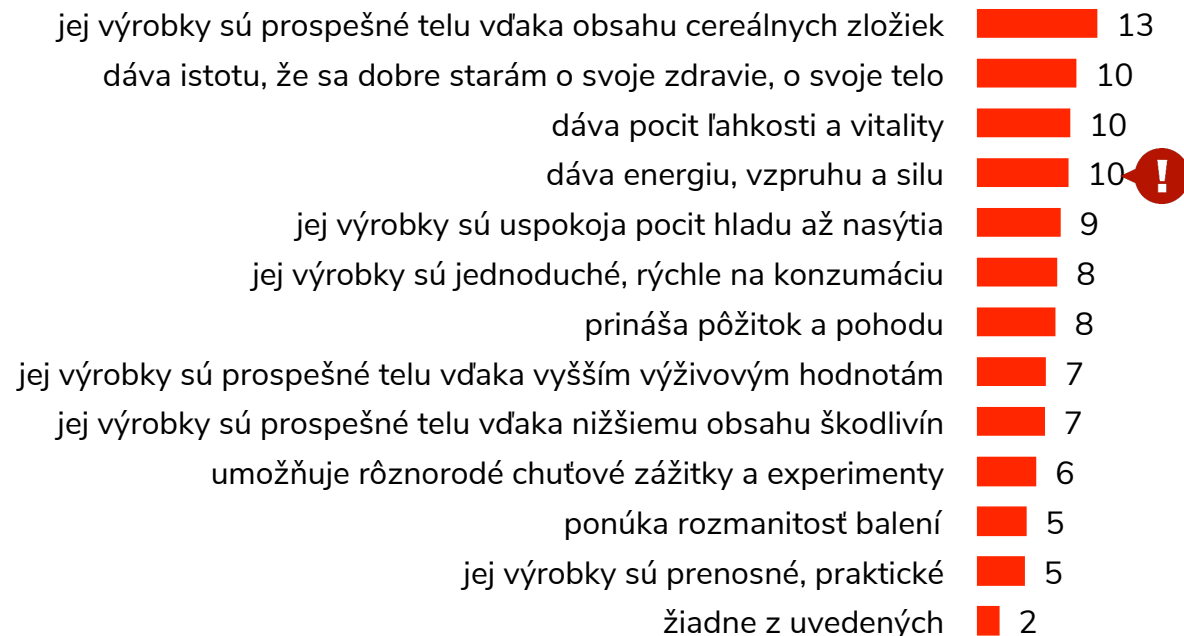 jej výrobky sú prospešné telu vďaka obsahu cereálnych zložiek 13
dáva istotu, že sa dobre starám o svoje zdravie, o svoje telo 10
dáva pocit ľahkosti a vitality 10
dáva energiu, vzpruhu a silu 10 !
jej výrobky sú uspokoja pocit hladu až nasýtia 9
jej výrobky sú jednoduché, rýchle na konzumáciu 8
prináša pôžitok a pohodu 8
jej výrobky sú prospešné telu vďaka vyšším výživovým hodnotám 7
jej výrobky sú prospešné telu vďaka nižšiemu obsahu škodlivín 7
umožňuje rôznorodé chuťové zážitky a experimenty 6
ponúka rozmanitosť balení 5
jej výrobky sú prenosné, praktické 5
žiadne z uvedených 2